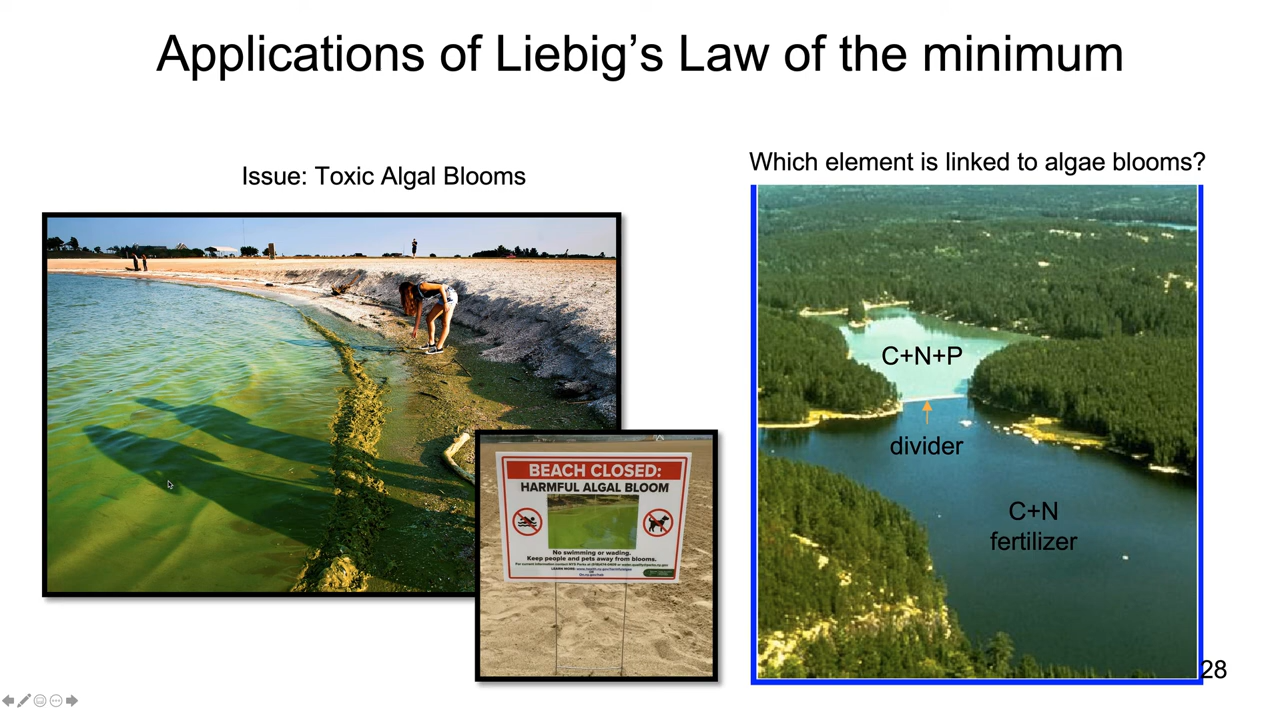 Applications of Liebig's Law of the minimum
Issue: Toxic Algal Blooms
Which element is linked to algae blooms?
C+N+P
divider
C+N
fertilizer
BEACH CLOSED:
HARMFUL ALGAL BLOOM
No swimming or wading.
Keep people and pets away from blooms.
28